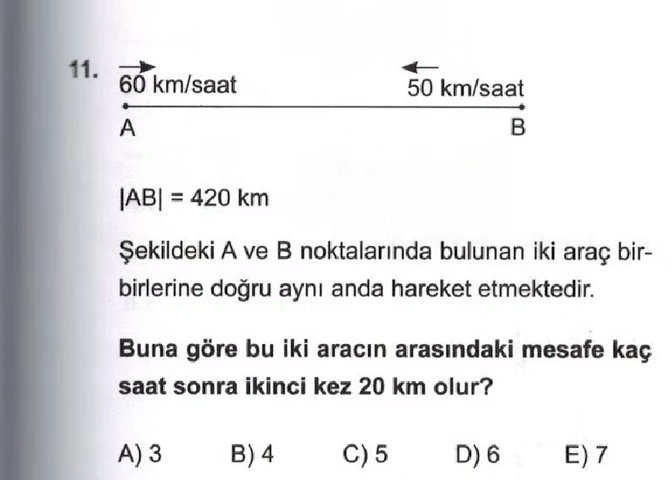 11.
60 km/saat 50 km/saat
A B
|AB| = 420 km
Şekildeki A ve B noktalarında bulunan iki araç bir-
birlerine doğru aynı anda hareket etmektedir.
Buna göre bu iki aracın arasındaki mesafe kaç
saat sonra ikinci kez 20 km olur?
A) 3 B) 4 C) 5 D) 6 E) 7